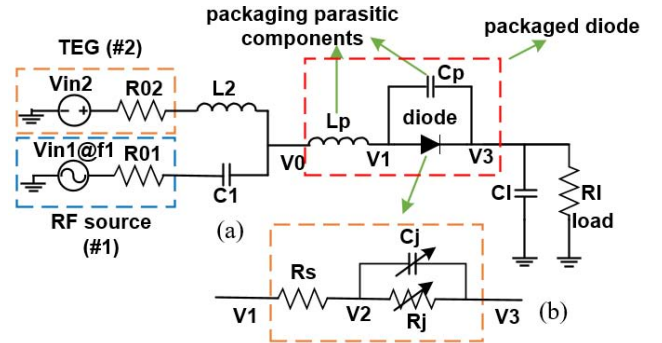 packaging parasitic
components
packaged diode
TEG (#2)
Vin2
R02
L2
Cp
Lp
diode
Vin1@f1
R01
V0
V1
V3
C1
Cl
Rl
load
RF source
(#1)
(a)
Cj
Rs
(b)
V1
V2
Rj
V3